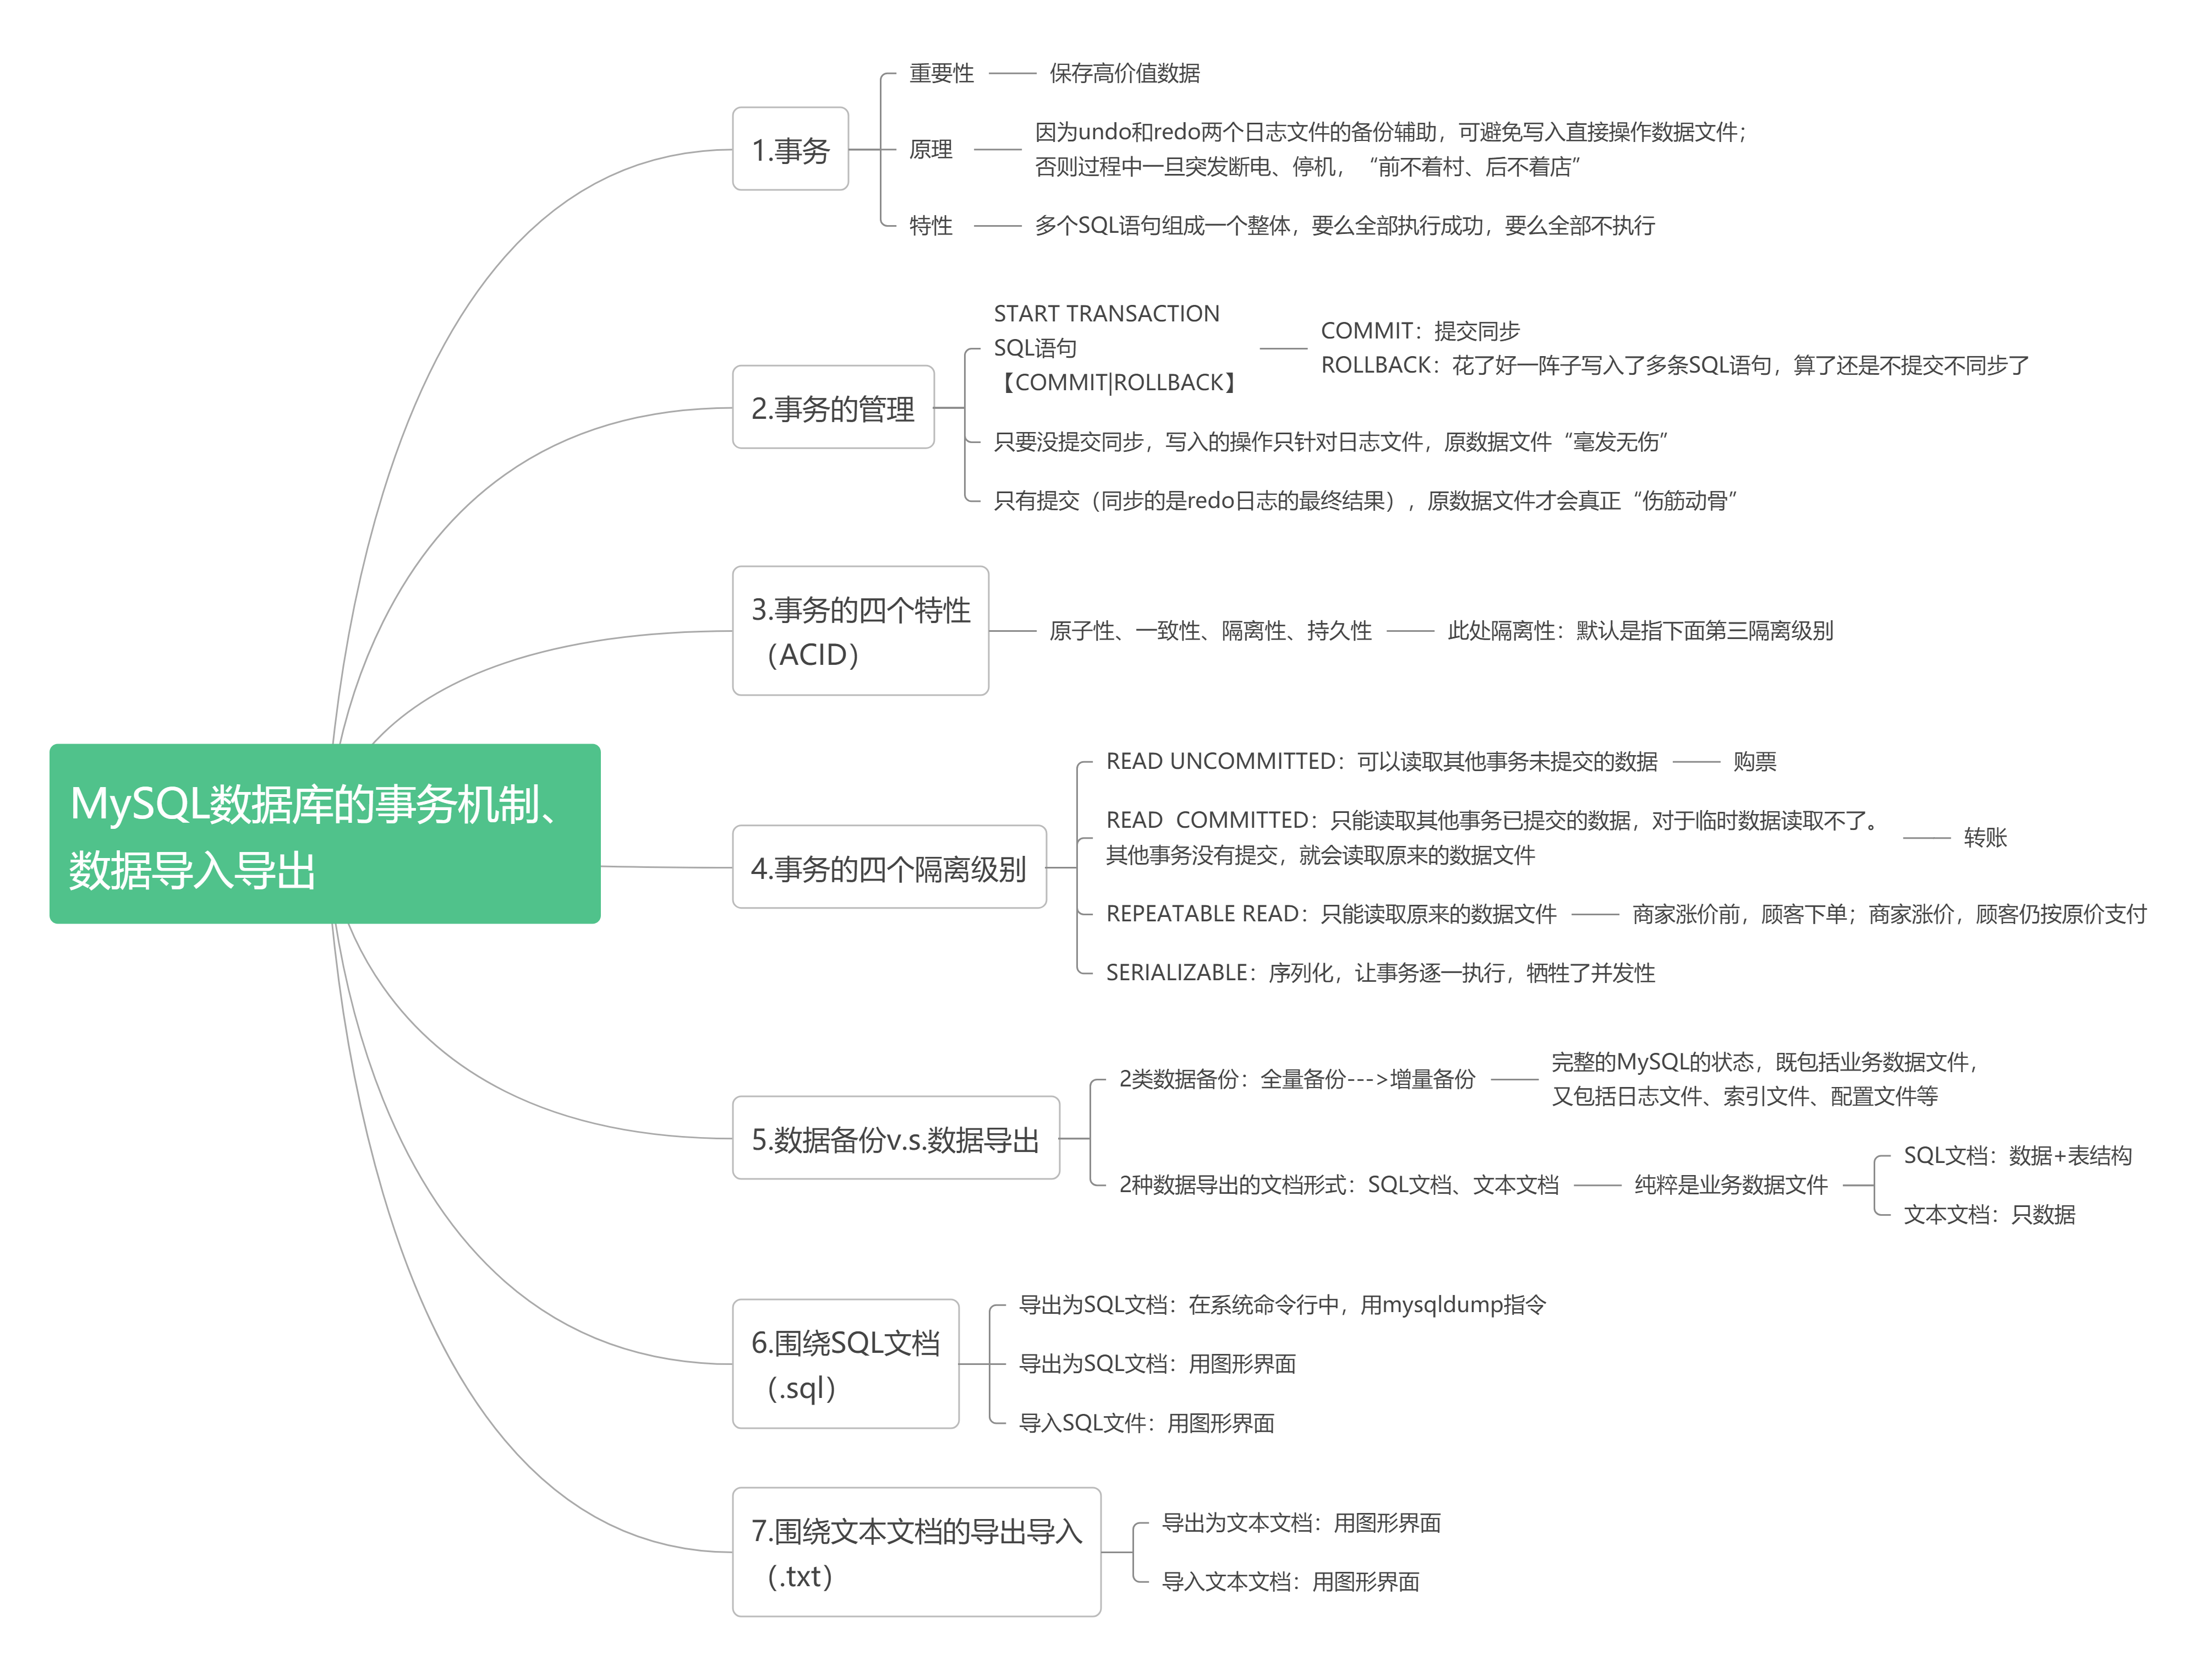 MySQL数据库的事务机制、
数据导入导出
1.事务
重要性
保存高价值数据
原理
因为undo和redo两个日志文件的备份辅助，可避免写入直接操作数据文件；
否则过程中一旦突发断电、停机，“前不着村、后不着店”
特性
多个SQL语句组成一个整体，要么全部执行成功，要么全部不执行
2.事务的管理
START TRANSACTION
SQL语句
【COMMIT|ROLLBACK】
COMMIT：提交同步
ROLLBACK：花了好一阵子写入了多条SQL语句，算了还是不提交不同步了
只要没提交同步，写入的操作只针对日志文件，原数据文件“毫发无伤”
只有提交（同步的是redo日志的最终结果），原数据文件才会真正“伤筋动骨”
3.事务的四个特性
（ACID）
原子性、一致性、隔离性、持久性
此处隔离性：默认是指下面第三隔离级别
4.事务的四个隔离级别
READ UNCOMMITTED：可以读取其他事务未提交的数据
购票
READ  COMMITTED：只能读取其他事务已提交的数据，对于临时数据读取不了。
其他事务没有提交，就会读取原来的数据文件
转账
REPEATABLE READ：只能读取原来的数据文件
商家涨价前，顾客下单；商家涨价，顾客仍按原价支付
SERIALIZABLE：序列化，让事务逐一执行，牺牲了并发性
5.数据备份v.s.数据导出
2类数据备份：全量备份--->增量备份
完整的MySQL的状态，既包括业务数据文件，
又包括日志文件、索引文件、配置文件等
2种数据导出的文档形式：SQL文档、文本文档
纯粹是业务数据文件
SQL文档：数据+表结构
文本文档：只数据
6.围绕SQL文档
（.sql）
导出为SQL文档：在系统命令行中，用mysqldump指令
导出为SQL文档：用图形界面
导入SQL文件：用图形界面
7.围绕文本文档的导出导入
（.txt）
导出为文本文档：用图形界面
导入文本文档：用图形界面